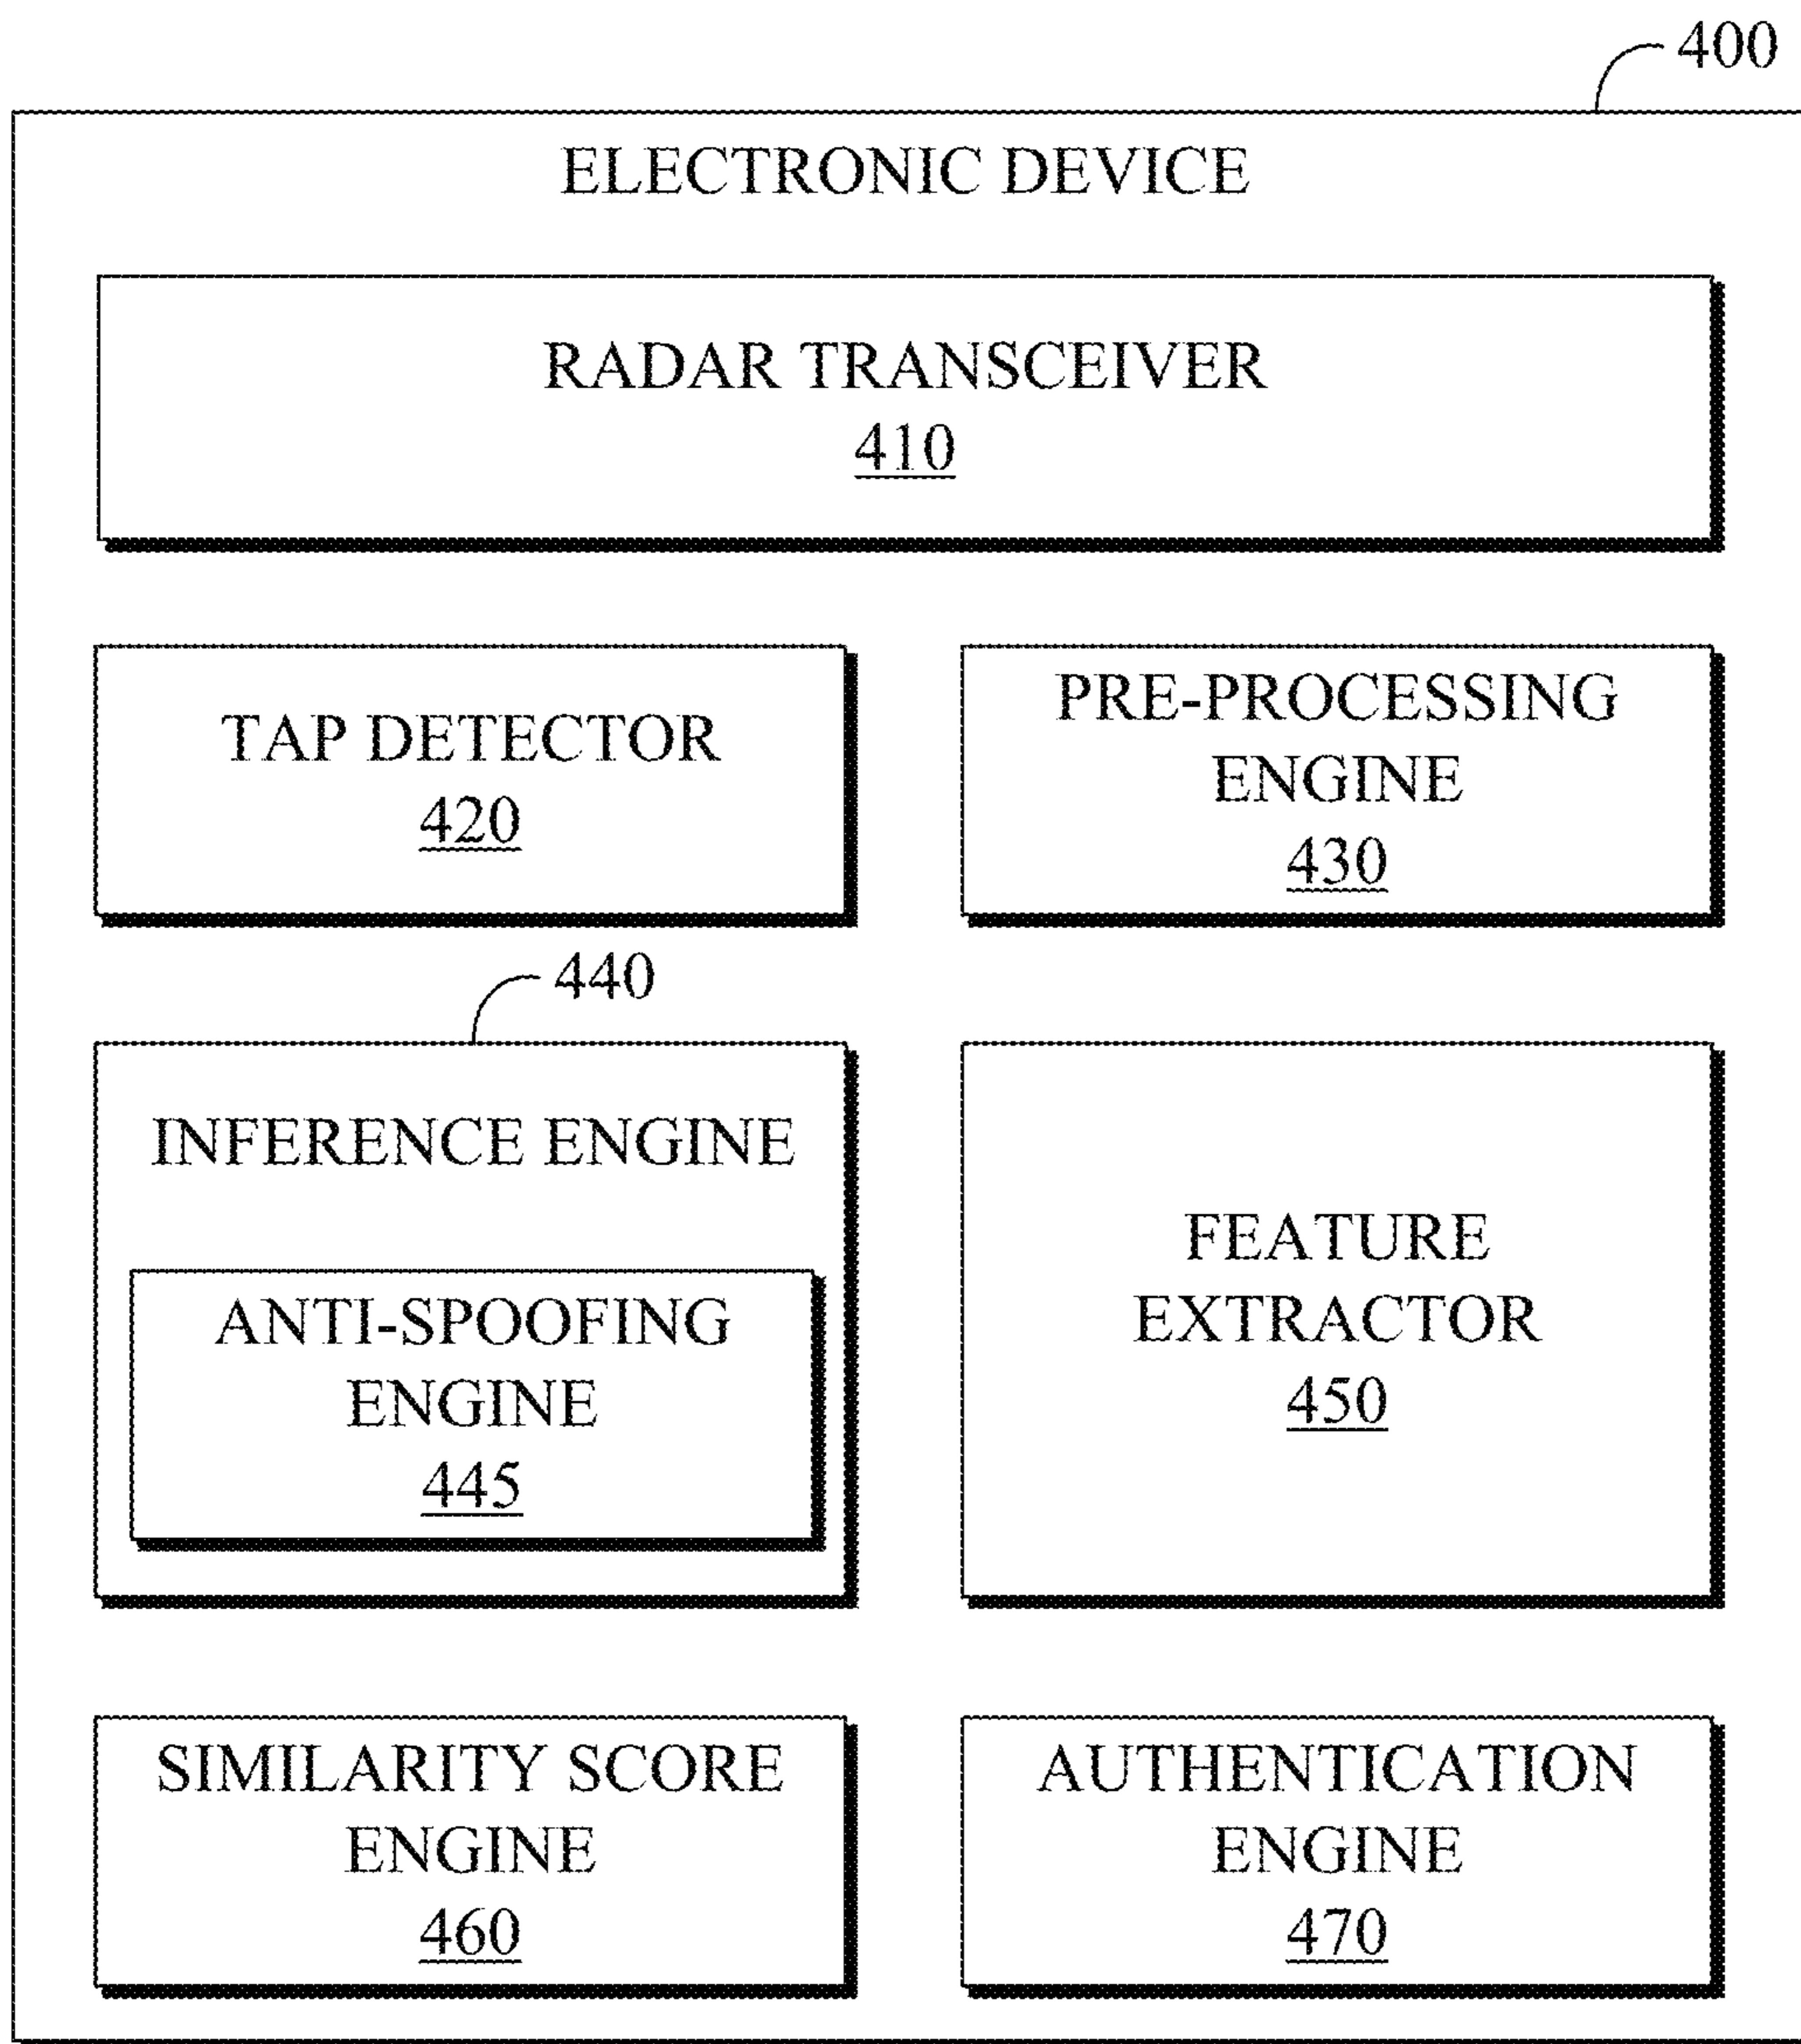 400
ELECTRONIC DEVICE
RADAR TRANSCEIVER
410
TAP DETECTOR
420
PRE-PROCESSING
ENGINE
430
440
INFERENCE ENGINE
ANTI-SPOOFING
ENGINE
445
FEATURE
EXTRACTOR
450
SIMILARITY SCORE
ENGINE
460
AUTHENTICATION
ENGINE
470